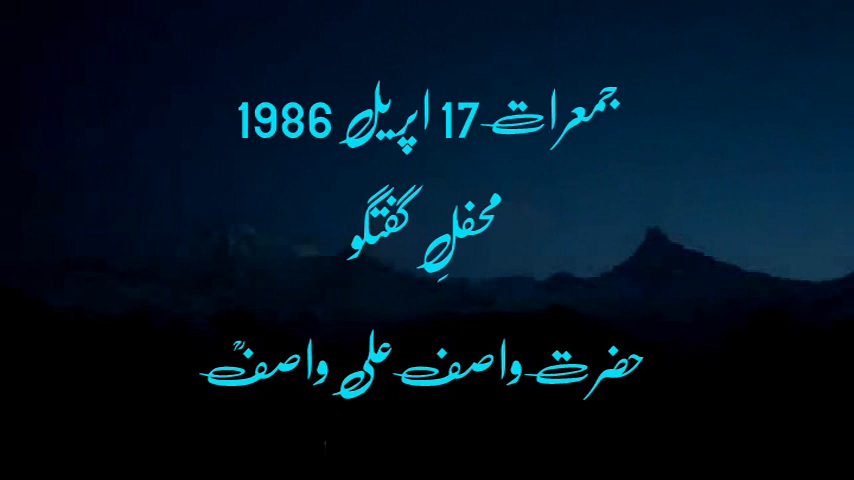 جمعرات 17 اپریل 1986
محفلِ گفتگو
حضرت واصف علی واصفؒ